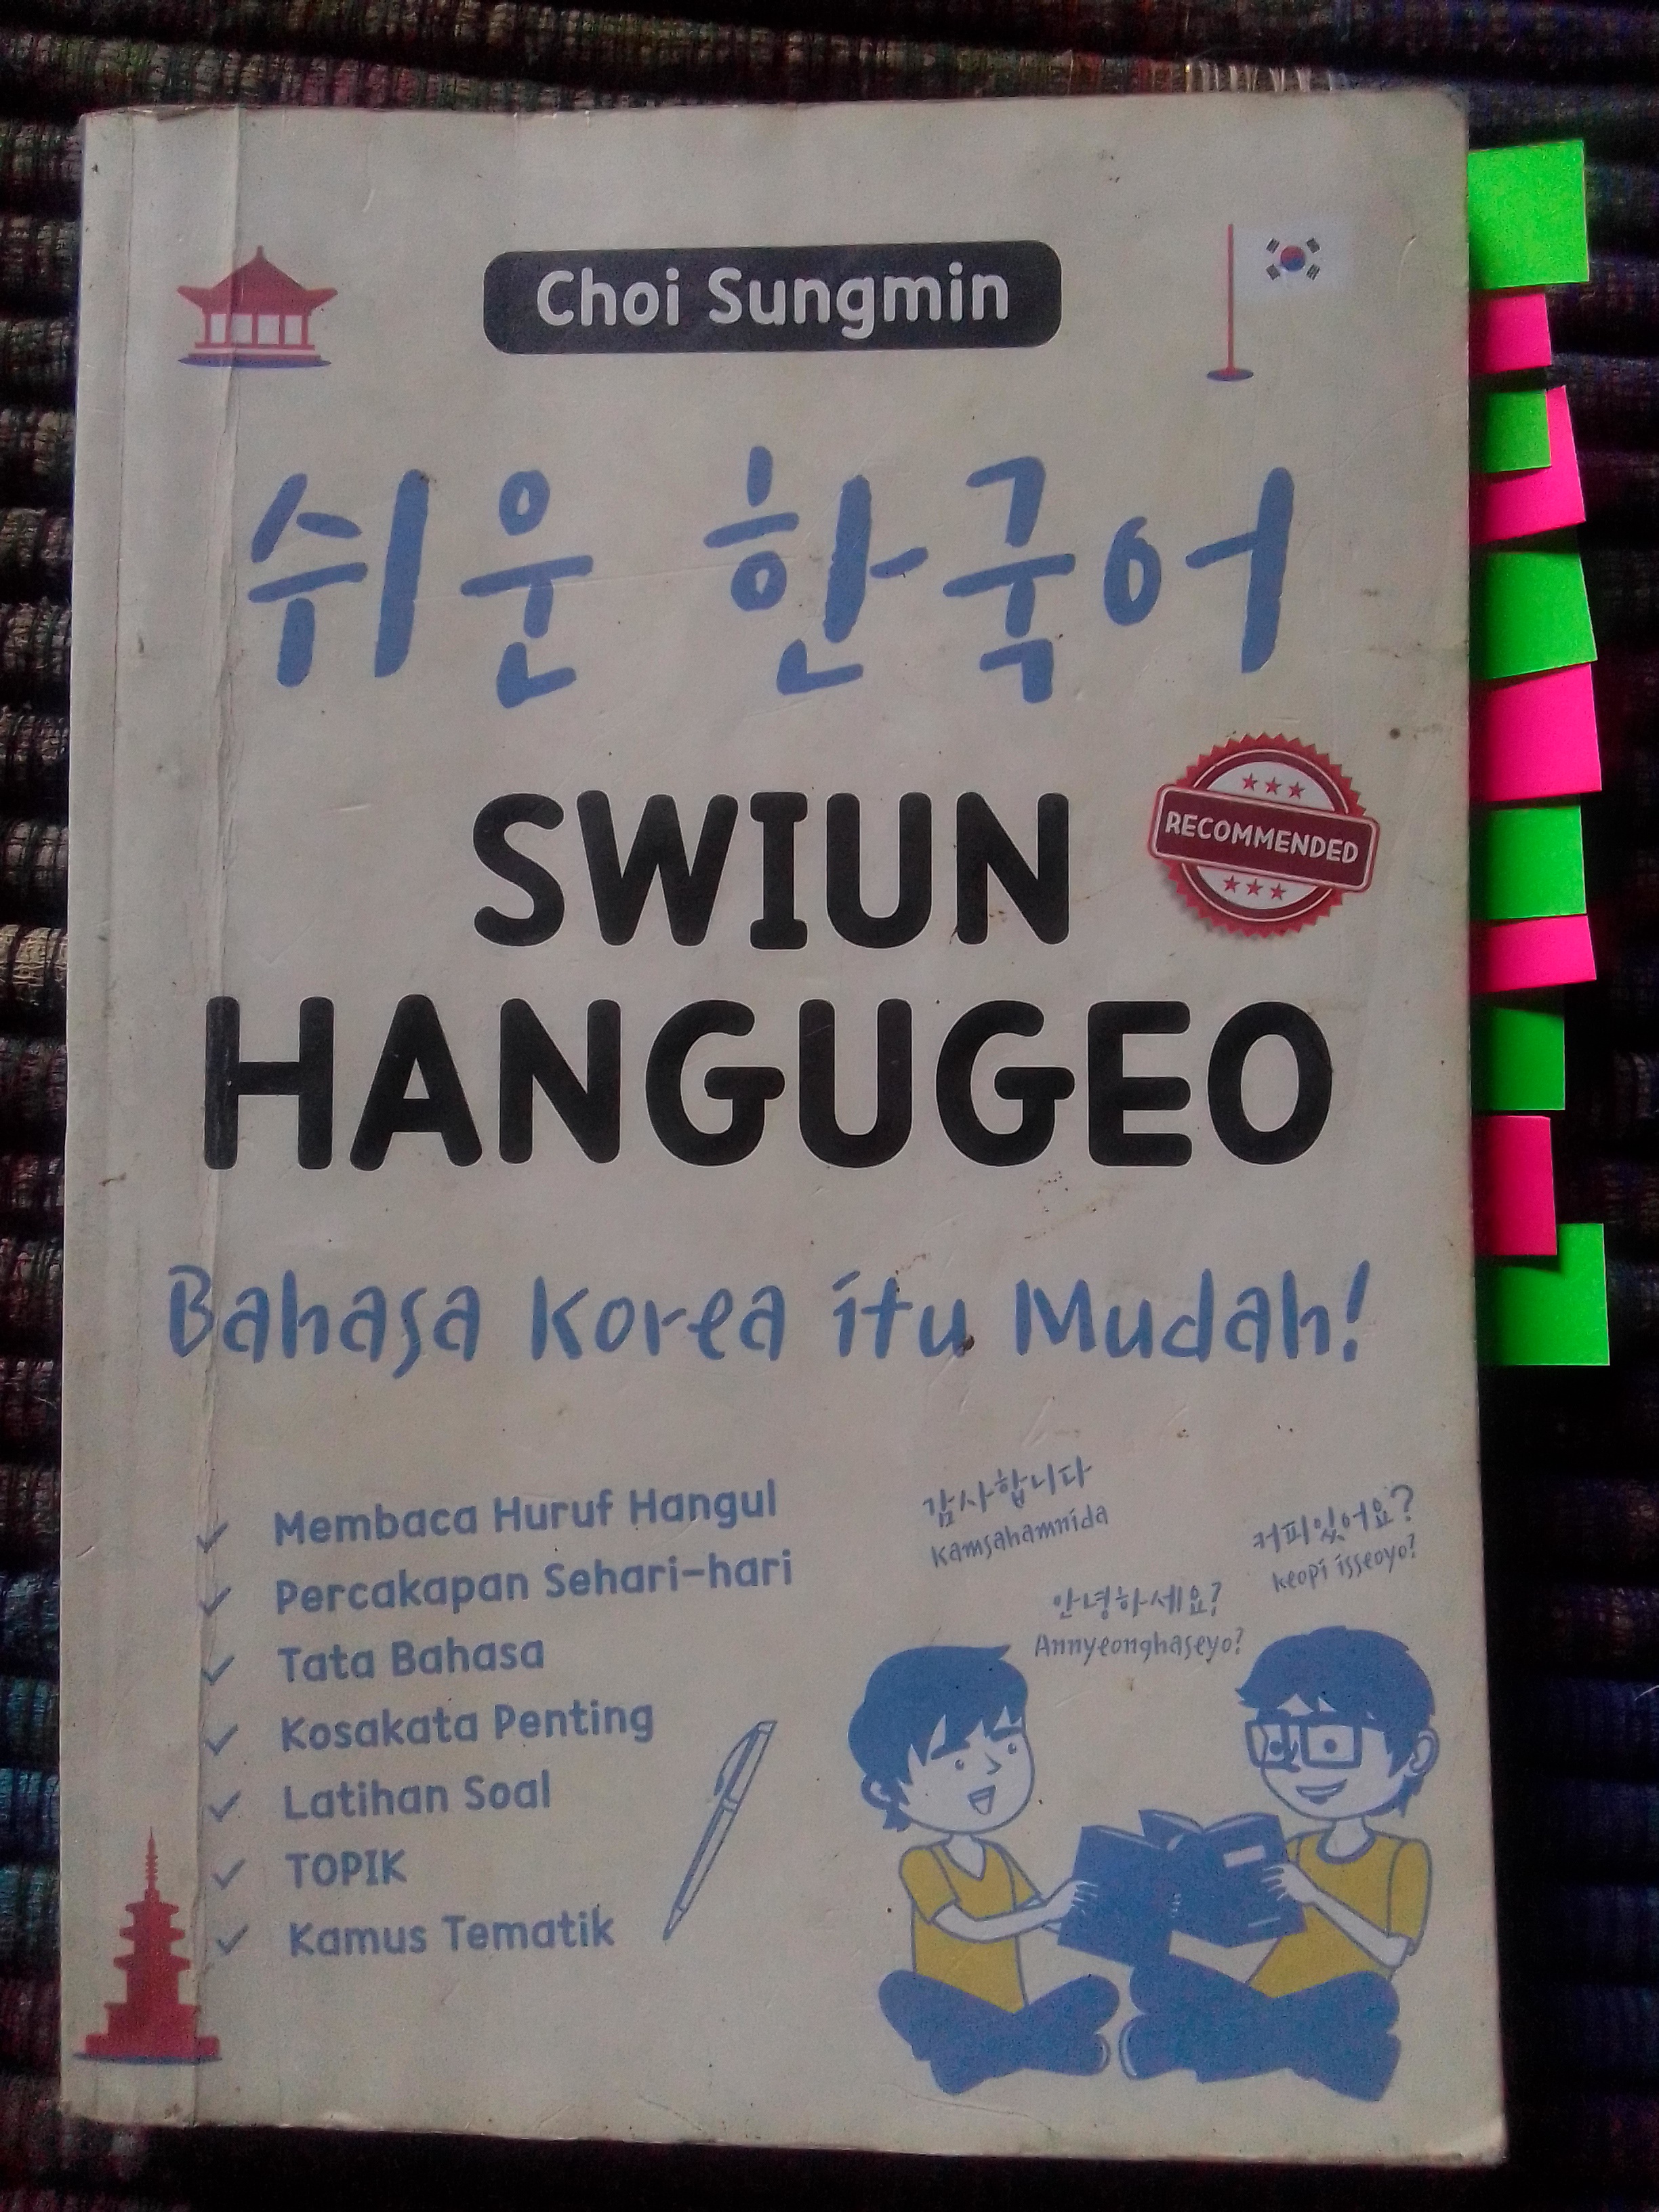 Choi Sungmin
쉬운 한국어
SWIUN
RECOMMENDED
HANGUGEO
Bahasa Korea itu Mudah!
Membaca Huruf Hangul
Percakapan Sehari-hari
Tata Bahasa
Kosakata Penting
Latihan Soal
TOPIK
Kamus Tematik
감사합니다
Kamsahamnida
커피있어요?
keopi isseoyo?
안녕하세요?
Annyeonghaseyo?